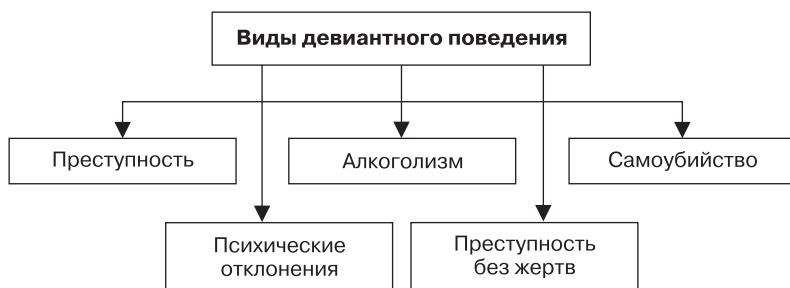 Виды девиантного поведения
Преступность
Алкоголизм
Самоубийство
Психические
отклонения
Преступность
без жертв